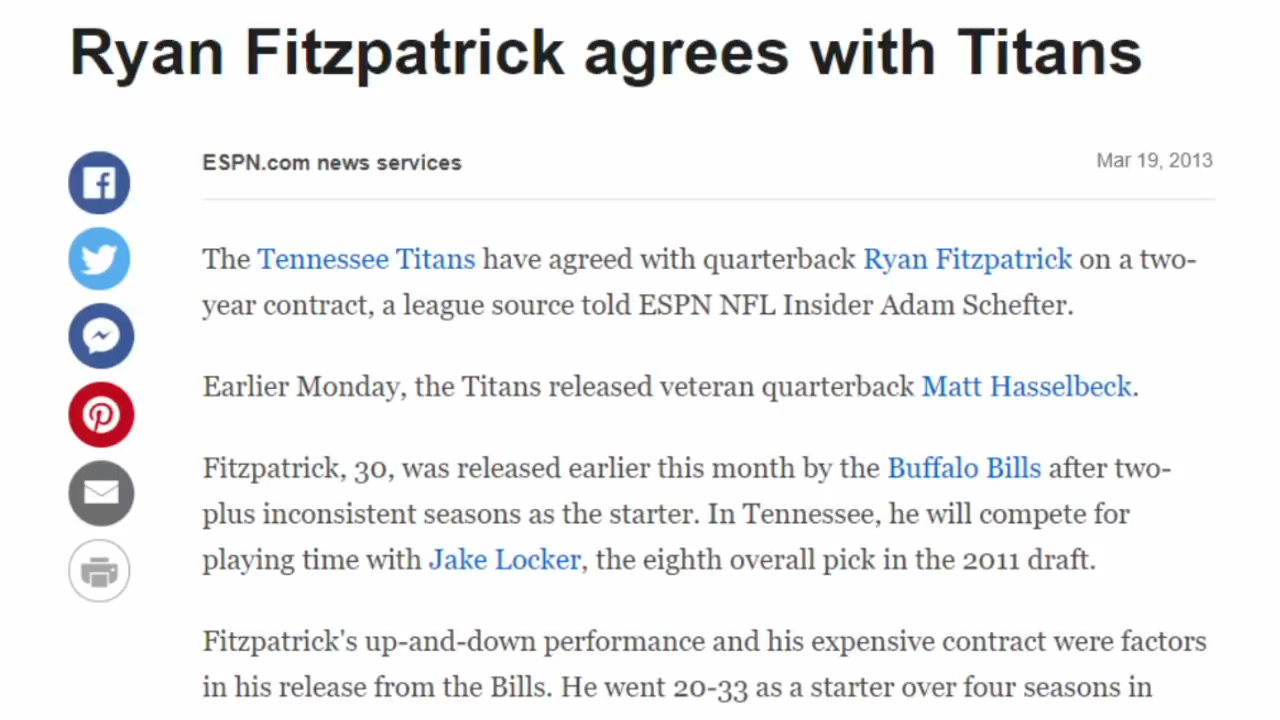 Ryan Fitzpatrick agrees with Titans
ESPN.com news services
Mar 19, 2013
The Tennessee Titans have agreed with quarterback Ryan Fitzpatrick on a two-
year contract, a league source told ESPN NFL Insider Adam Schefter.
Earlier Monday, the Titans released veteran quarterback Matt Hasselbeck.
Fitzpatrick, 30, was released earlier this month by the Buffalo Bills after two-
plus inconsistent seasons as the starter. In Tennessee, he will compete for
playing time with Jake Locker, the eighth overall pick in the 2011 draft.
Fitzpatrick's up-and-down performance and his expensive contract were factors
in his release from the Bills. He went 20-33 as a starter over four seasons in